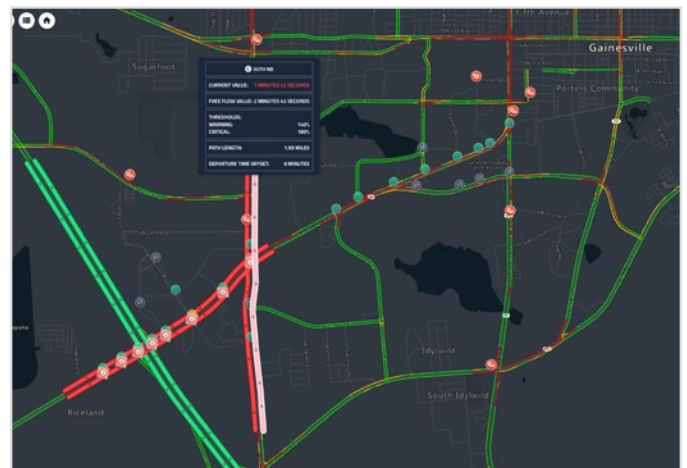 Fifth Avenue
Gainesville
Sugarfoot
34TH NB
CURRENT VALUE: 7 MINUTES 42 SECONDS
FREE FLOW VALUE: 2 MINUTES 43 SECONDS
THRESHOLDS:
WARNING: 140%
CRITICAL: 180%
PATH LENGTH: 1.99 MILES
DEPARTURE TIME OFFSET: 0 MINUTES
Porters Community
Idylwild
South Idylwild
Riceland